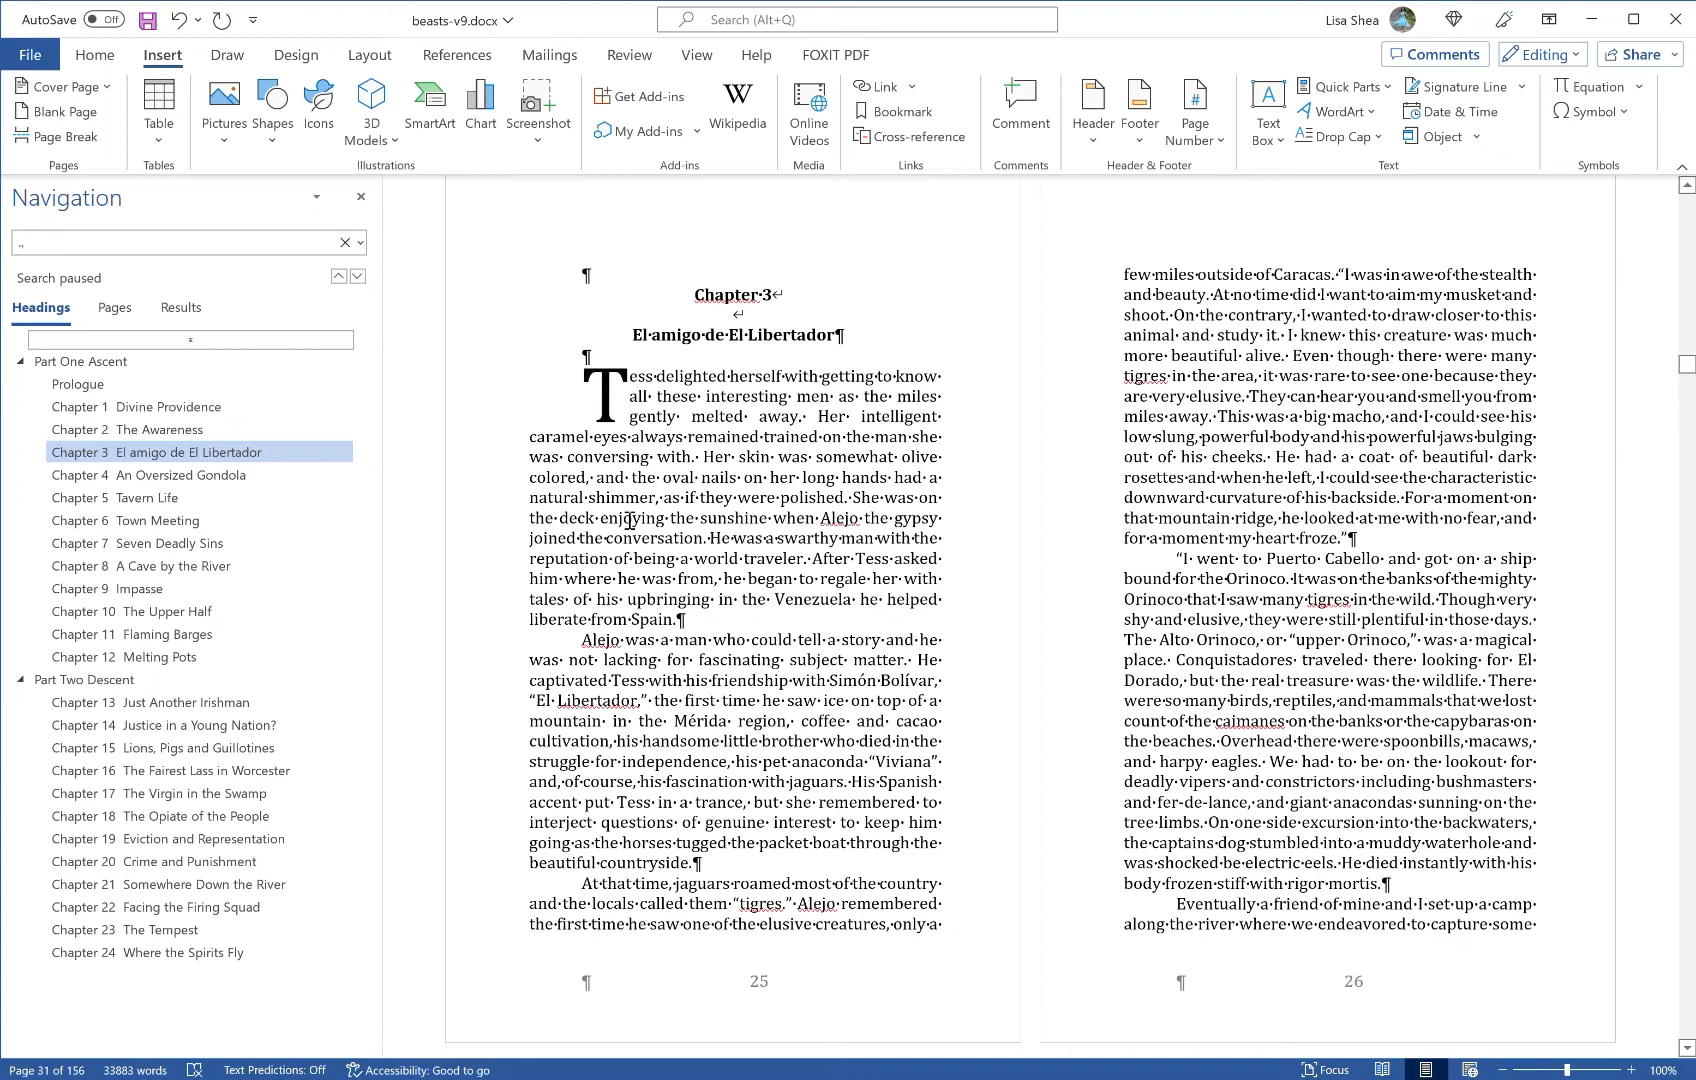 AutoSave Off
beasts-v9.docx
Search (Alt+Q)
Lisa Shea
File Home Insert Draw Design Layout References Mailings Review View Help FOXIT PDF
Comments Editing Share
Cover Page
Blank Page
Page Break
Pages
Table
Tables
Pictures
Shapes
Icons
3D
Models
SmartArt
Chart
Screenshot
Illustrations
Get Add-ins
My Add-ins
Wikipedia
Add-ins
Online
Videos
Media
Link
Bookmark
Cross-reference
Links
Comment
Comments
Header
Footer
Page
Number
Header & Footer
Text
Box
Quick Parts
WordArt
Drop Cap
Signature Line
Date & Time
Object
Text
Equation
Symbol
Symbols
Navigation
.,
Search paused
Headings Pages Results
Part One Ascent
Prologue
Chapter 1 Divine Providence
Chapter 2 The Awareness
Chapter 3 El amigo de El Libertador
Chapter 4 An Oversized Gondola
Chapter 5 Tavern Life
Chapter 6 Town Meeting
Chapter 7 Seven Deadly Sins
Chapter 8 A Cave by the River
Chapter 9 Impasse
Chapter 10 The Upper Half
Chapter 11 Flaming Barges
Chapter 12 Melting Pots
Part Two Descent
Chapter 13 Just Another Irishman
Chapter 14 Justice in a Young Nation?
Chapter 15 Lions, Pigs and Guillotines
Chapter 16 The Fairest Lass in Worcester
Chapter 17 The Virgin in the Swamp
Chapter 18 The Opiate of the People
Chapter 19 Eviction and Representation
Chapter 20 Crime and Punishment
Chapter 21 Somewhere Down the River
Chapter 22 Facing the Firing Squad
Chapter 23 The Tempest
Chapter 24 Where the Spirits Fly
¶
Chapter·3↵
↵
El·amigo·de·El·Libertador¶
¶
Tess·delighted·herself·with·getting·to·know·
all· these· interesting· men· as· the· miles·
gently· melted· away.· Her· intelligent·
caramel·eyes·always·remained·trained·on·the·man·she·
was· conversing· with.· Her· skin· was· somewhat· olive·
colored,· and· the· oval· nails· on· her· long· hands· had· a·
natural·shimmer,·as·if·they·were·polished.·She·was·on·
the·deck·enjoying·the·sunshine·when·Alejo·the·gypsy·
joined·the·conversation.·He·was·a·swarthy·man·with·the·
reputation·of·being·a·world·traveler.·After·Tess·asked·
him·where·he·was·from,·he·began·to·regale·her·with·
tales· of· his· upbringing· in· the· Venezuela· he· helped·
liberate·from·Spain.¶
Alejo·was·a·man·who·could·tell·a·story·and·he·
was· not· lacking· for· fascinating· subject· matter.· He·
captivated·Tess·with·his·friendship·with·Simón·Bolívar,·
“El· Libertador,”· the· first· time· he· saw· ice· on· top· of· a·
mountain· in· the· Mérida· region,· coffee· and· cacao·
cultivation,·his·handsome·little·brother·who·died·in·the·
struggle·for·independence,·his·pet·anaconda·“Viviana”·
and,·of·course,·his·fascination·with·jaguars.·His·Spanish·
accent· put· Tess· in· a· trance,· but· she· remembered· to·
interject· questions· of· genuine· interest· to· keep· him·
going·as·the·horses·tugged·the·packet·boat·through·the·
beautiful·countryside.¶
At·that·time,·jaguars·roamed·most·of·the·country·
and·the·locals·called·them·“tigres.”·Alejo·remembered·
the·first·time·he·saw·one·of·the·elusive·creatures,·only·a·
¶ 25
few·miles·outside·of·Caracas.·“I·was·in·awe·of·the·stealth·
and·beauty.·At·no·time·did·I·want·to·aim·my·musket·and·
shoot.·On·the·contrary,·I·wanted·to·draw·closer·to·this·
animal·and·study·it.·I·knew·this·creature·was·much·
more· beautiful· alive.· Even· though· there· were· many·
tigres·in·the·area,·it·was·rare·to·see·one·because·they·
are·very·elusive.·They·can·hear·you·and·smell·you·from·
miles·away.·This·was·a·big·macho,·and·I·could·see·his·
low·slung,·powerful·body·and·his·powerful·jaws·bulging·
out· of· his· cheeks.· He· had· a· coat· of· beautiful· dark·
rosettes·and·when·he·left,·I·could·see·the·characteristic·
downward·curvature·of·his·backside.·For·a·moment·on·
that·mountain·ridge,·he·looked·at·me·with·no·fear,·and·
for·a·moment·my·heart·froze.”¶
“I· went· to· Puerto· Cabello· and· got· on· a· ship·
bound·for·the·Orinoco.·It·was·on·the·banks·of·the·mighty·
Orinoco·that·I·saw·many·tigres·in·the·wild.·Though·very·
shy·and·elusive,·they·were·still·plentiful·in·those·days.·
The·Alto·Orinoco,·or·“upper·Orinoco,”·was·a·magical·
place.· Conquistadores· traveled· there· looking· for· El·
Dorado,·but·the·real·treasure·was·the·wildlife.·There·
were·so·many·birds,·reptiles,·and·mammals·that·we·lost·
count·of·the·caimanes·on·the·banks·or·the·capybaras·on·
the·beaches.·Overhead·there·were·spoonbills,·macaws,·
and· harpy· eagles.· We· had· to· be· on· the· lookout· for·
deadly·vipers·and·constrictors·including·bushmasters·
and·fer-de-lance,·and·giant·anacondas·sunning·on·the·
tree·limbs.·On·one·side·excursion·into·the·backwaters,·
the·captains·dog·stumbled·into·a·muddy·waterhole·and·
was·shocked·be·electric·eels.·He·died·instantly·with·his·
body·frozen·stiff·with·rigor·mortis.¶
Eventually·a·friend·of·mine·and·I·set·up·a·camp·
along·the·river·where·we·endeavored·to·capture·some·
¶ 26
Page 31 of 156 33883 words Text Predictions: Off Accessibility: Good to go Focus 100%